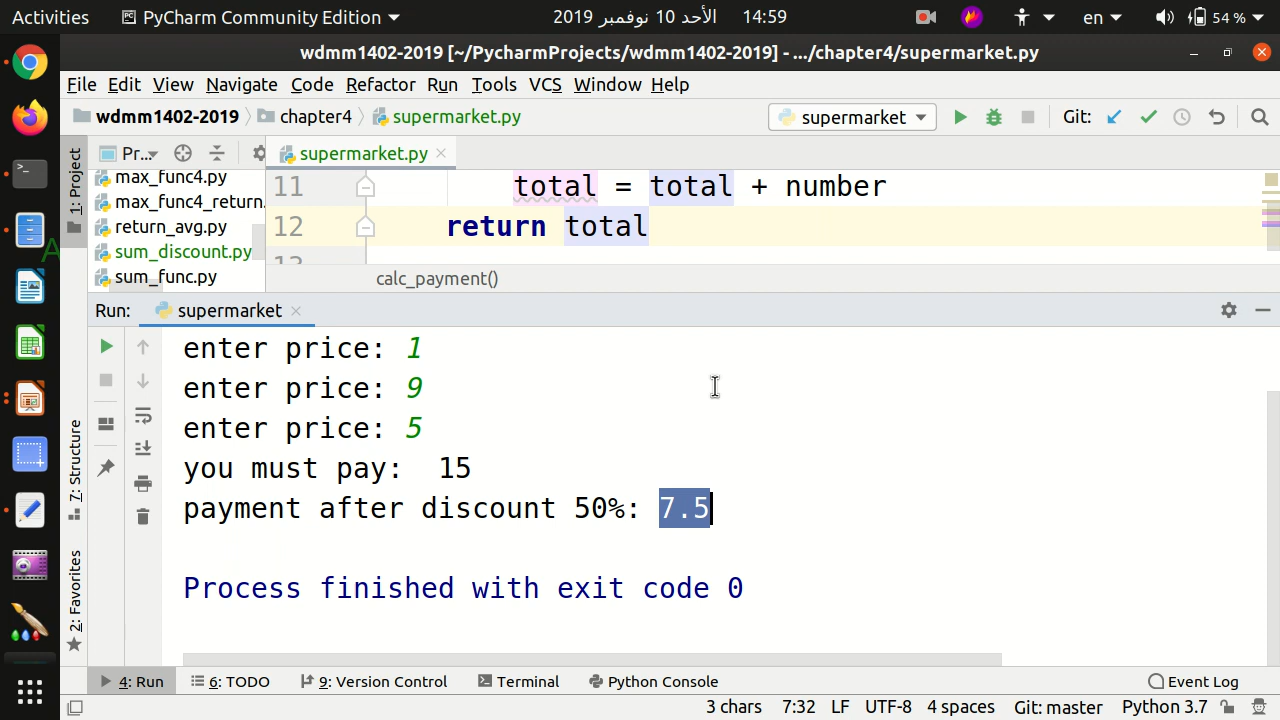 Activities PyCharm Community Edition 14:59 الأحد 10 نوفمبر 2019 en 54 %
wdmm1402-2019 [~/PycharmProjects/wdmm1402-2019] - .../chapter4/supermarket.py
File Edit View Navigate Code Refactor Run Tools VCS Window Help
wdmm1402-2019 chapter4 supermarket.py supermarket Git:
1: Project
Pr... supermarket.py
max_func4.py
max_func4_return.
return_avg.py
sum_discount.py
sum_func.py
11 total = total + number
12 return total
calc_payment()
Run: supermarket
enter price: 1
enter price: 9
enter price: 5
you must pay:  15
payment after discount 50%: 7.5
Process finished with exit code 0
7: Structure
2: Favorites
4: Run 6: TODO 9: Version Control Terminal Python Console Event Log
3 chars 7:32 LF UTF-8 4 spaces Git: master Python 3.7